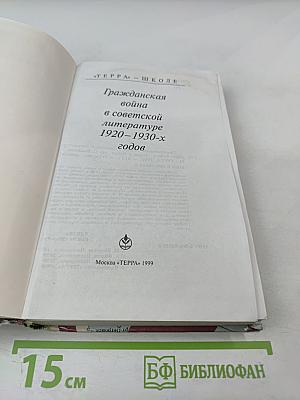 «ТЕРРА» — ШКОЛЕ
Гражданская
война
в советской
литературе
1920–1930-х
годов
Москва «ТЕРРА» 1999
15 см
БФ БИБЛИОФАН